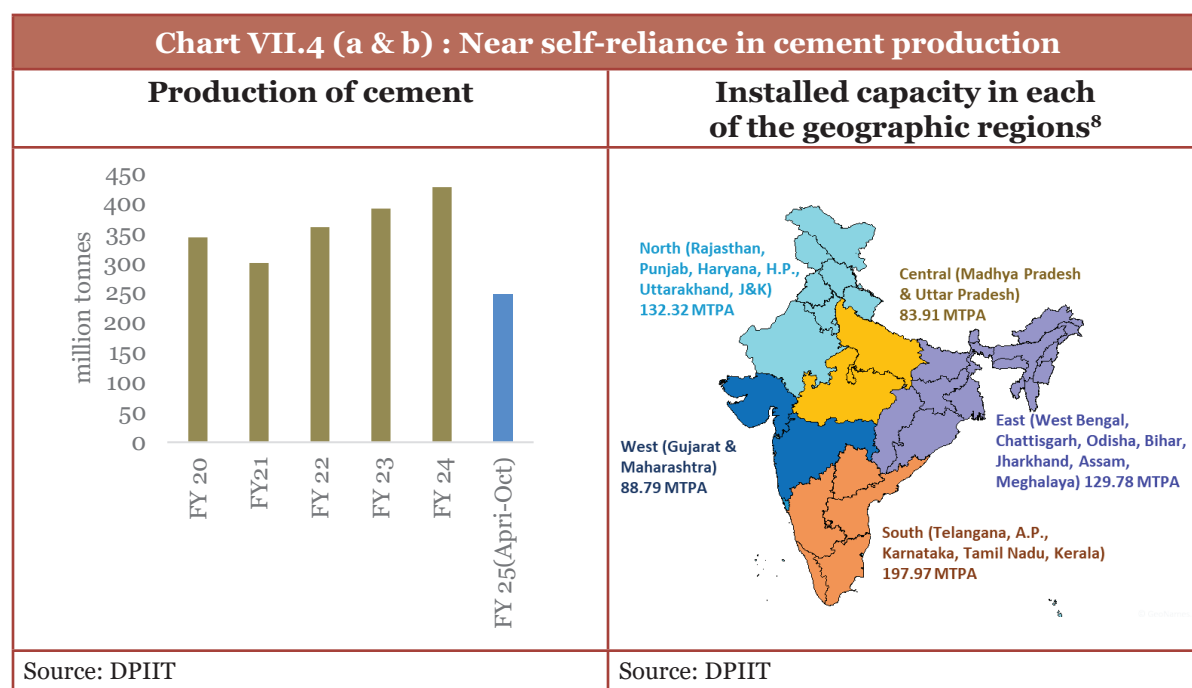 Chart VII.4 (a & b) : Near self-reliance in cement production
Production of cement
Installed capacity in each
of the geographic regions⁸
million tonnes
450
400
350
300
250
200
150
100
50
0
FY 20
FY21
FY 22
FY 23
FY 24
FY 25(Apri-Oct)
North (Rajasthan,
Punjab, Haryana, H.P.,
Uttarakhand, J&K)
132.32 MTPA
Central (Madhya Pradesh
& Uttar Pradesh)
83.91 MTPA
West (Gujarat &
Maharashtra)
88.79 MTPA
East (West Bengal,
Chattisgarh, Odisha, Bihar,
Jharkhand, Assam,
Meghalaya) 129.78 MTPA
South (Telangana, A.P.,
Karnataka, Tamil Nadu, Kerala)
197.97 MTPA
Source: DPIIT
Source: DPIIT